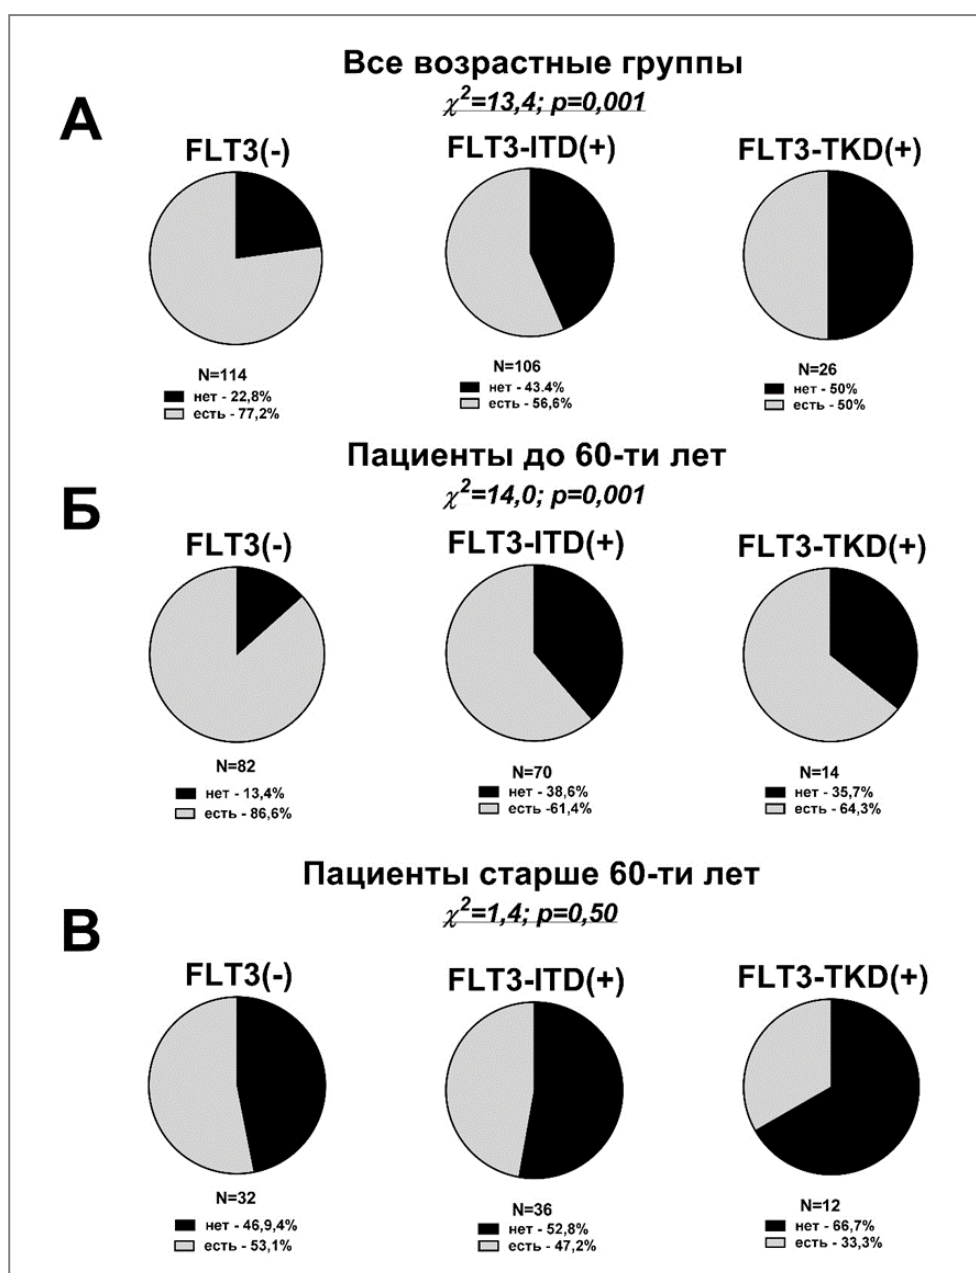 Все возрастные группы
χ²=13,4; p=0,001
А
FLT3(-)
FLT3-ITD(+)
FLT3-TKD(+)
N=114
нет - 22,8%
есть - 77,2%
N=106
нет - 43.4%
есть - 56,6%
N=26
нет - 50%
есть - 50%
Пациенты до 60-ти лет
χ²=14,0; p=0,001
Б
FLT3(-)
FLT3-ITD(+)
FLT3-TKD(+)
N=82
нет - 13,4%
есть - 86,6%
N=70
нет - 38,6%
есть -61,4%
N=14
нет - 35,7%
есть - 64,3%
Пациенты старше 60-ти лет
χ²=1,4; p=0,50
В
FLT3(-)
FLT3-ITD(+)
FLT3-TKD(+)
N=32
нет - 46,9,4%
есть - 53,1%
N=36
нет - 52,8%
есть - 47,2%
N=12
нет - 66,7%
есть - 33,3%